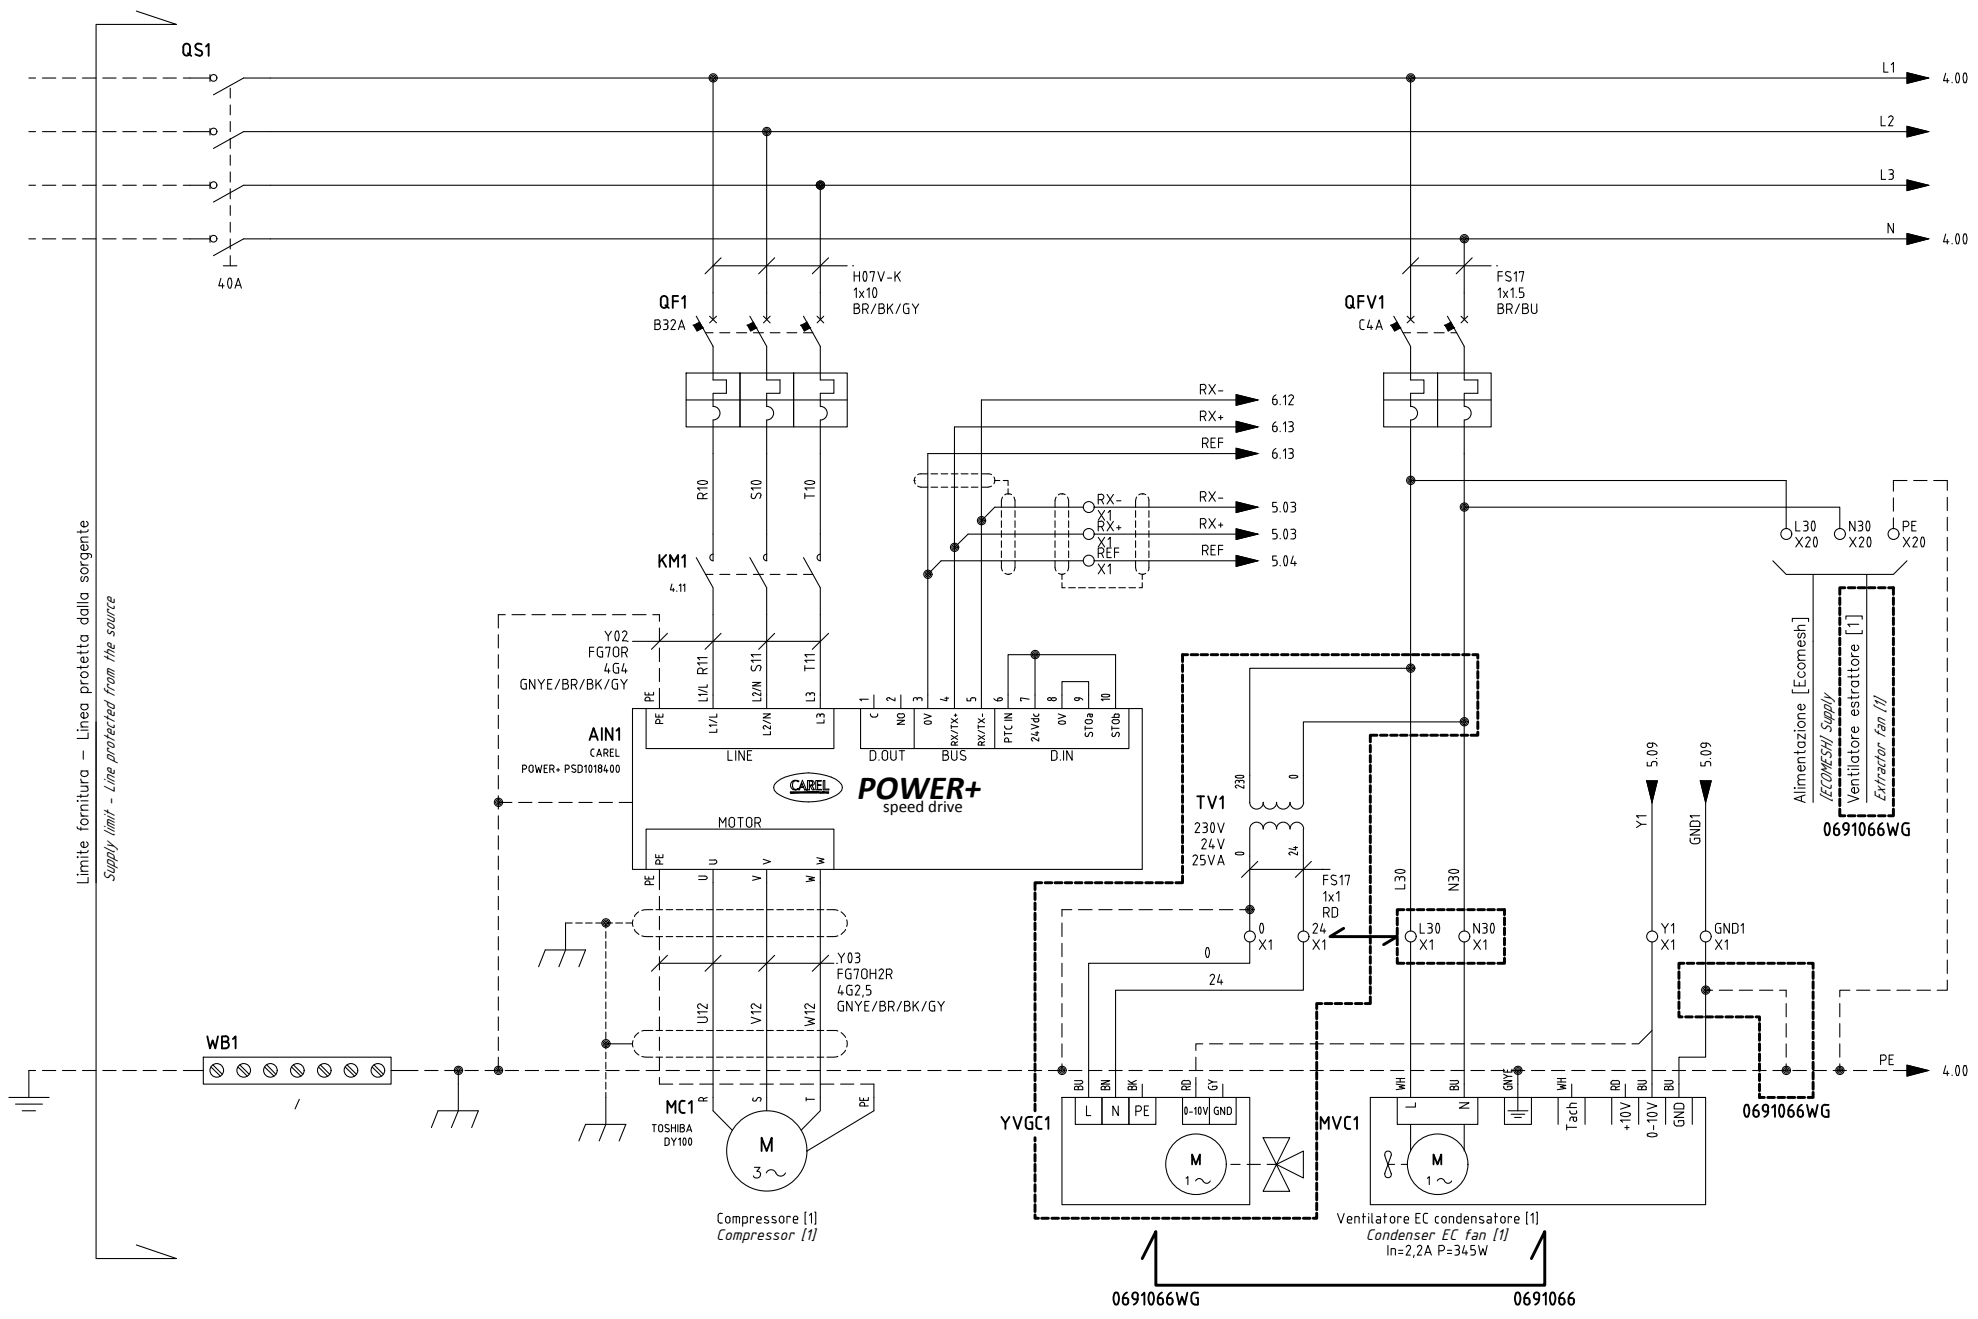 QS1
L1
4.00
L2
L3
N
4.00
40A
H07V-K
1x10
BR/BK/GY
QF1
B32A
FS17
1x1.5
BR/BU
QFV1
C4A
RX-
6.12
RX+
6.13
REF
6.13
R10
S10
T10
RX-
X1
RX-
5.03
RX+
X1
RX+
5.03
REF
X1
REF
5.04
L30
X20
N30
X20
PE
X20
KM1
4.11
Limite fornitura – Linea protetta dalla sorgente
Supply limit - Line protected from the source
Y02
FG7OR
4G4
GNYE/BR/BK/GY
R11
S11
T11
PE
L1/L
L2/N
L3
1
2
3
4
5
6
7
8
9
10
PE
L1/L
L2/N
L3
C
NO
0V
RX/TX+
RX/TX-
PTC IN
24Vdc
0V
STOa
STOb
LINE
D.OUT
BUS
D.IN
AIN1
CAREL
POWER+ PSD1018400
CAREL
POWER+
speed drive
MOTOR
PE
U
V
W
PE
U
V
W
Alimentazione [Ecomesh]
[ECOMESH] Supply
Ventilatore estrattore [1]
Extractor fan [1]
0691066WG
5.09
5.09
Y1
GND1
230
0
TV1
230V
24V
25VA
0
24
FS17
1x1
RD
L30
N30
0
X1
24
X1
L30
X1
N30
X1
Y1
X1
GND1
X1
0
24
Y03
FG7OH2R
4G2,5
GNYE/BR/BK/GY
U12
V12
W12
WB1
/
PE
4.00
R
S
T
PE
MC1
TOSHIBA
DY100
M
3~
Compressore [1]
Compressor [1]
BU
BN
BK
RD
GY
L
N
PE
0-10V
GND
YVGC1
M
1~
WH
BU
GNYE
WH
RD
BU
BU
L
N
Tach
+10V
0-10V
GND
MVC1
M
1~
0691066WG
Ventilatore EC condensatore [1]
Condenser EC fan [1]
In=2,2A P=345W
0691066WG
0691066